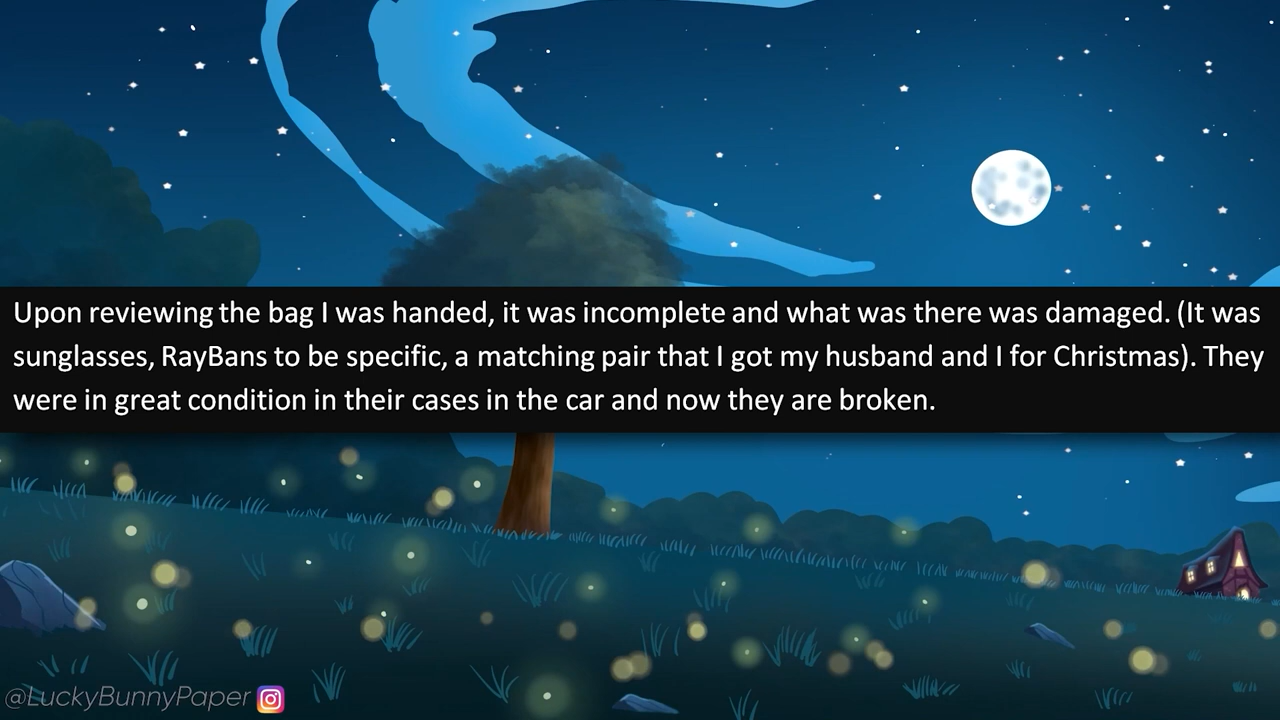 Upon reviewing the bag I was handed, it was incomplete and what was there was damaged. (It was
sunglasses, RayBans to be specific, a matching pair that I got my husband and I for Christmas). They
were in great condition in their cases in the car and now they are broken.
@LuckyBunnyPaper